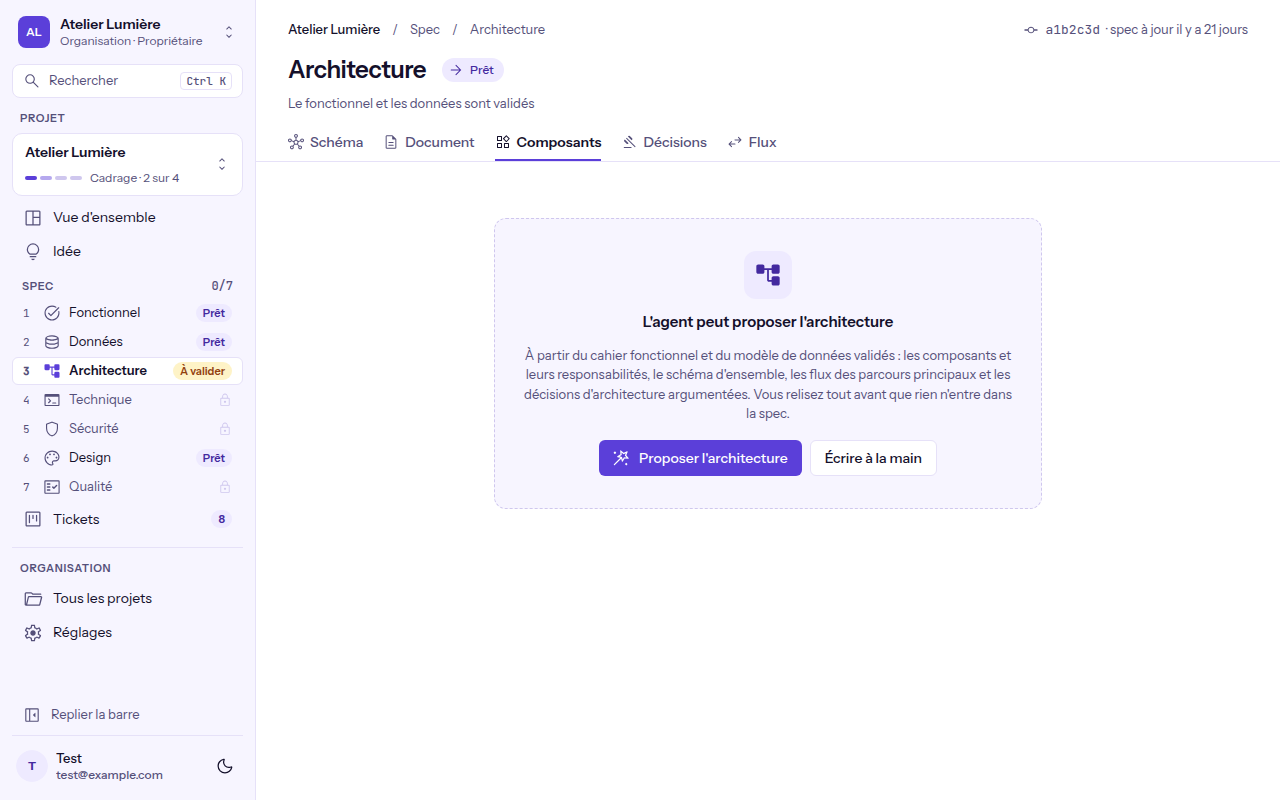 AL
Atelier Lumière
Organisation · Propriétaire
Rechercher
Ctrl K
PROJET
Atelier Lumière
Cadrage · 2 sur 4
Vue d'ensemble
Idée
SPEC 0/7
1 Fonctionnel Prêt
2 Données Prêt
3 Architecture À valider
4 Technique
5 Sécurité
6 Design Prêt
7 Qualité
Tickets 8
ORGANISATION
Tous les projets
Réglages
Replier la barre
T
Test
test@example.com
Atelier Lumière / Spec / Architecture
a1b2c3d · spec à jour il y a 21 jours
Architecture
Prêt
Le fonctionnel et les données sont validés
Schéma Document Composants Décisions Flux
L'agent peut proposer l'architecture
À partir du cahier fonctionnel et du modèle de données validés : les composants et
leurs responsabilités, le schéma d'ensemble, les flux des parcours principaux et les
décisions d'architecture argumentées. Vous relisez tout avant que rien n'entre dans
la spec.
Proposer l'architecture
Écrire à la main